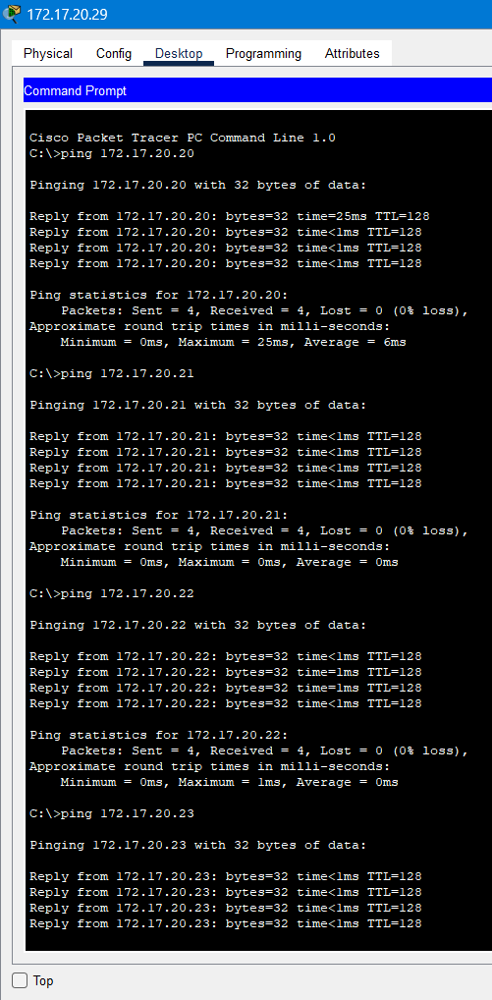 172.17.20.29
Physical Config Desktop Programming Attributes
Command Prompt
Cisco Packet Tracer PC Command Line 1.0
C:\>ping 172.17.20.20
Pinging 172.17.20.20 with 32 bytes of data:
Reply from 172.17.20.20: bytes=32 time=25ms TTL=128
Reply from 172.17.20.20: bytes=32 time<1ms TTL=128
Reply from 172.17.20.20: bytes=32 time<1ms TTL=128
Reply from 172.17.20.20: bytes=32 time<1ms TTL=128
Ping statistics for 172.17.20.20:
Packets: Sent = 4, Received = 4, Lost = 0 (0% loss),
Approximate round trip times in milli-seconds:
Minimum = 0ms, Maximum = 25ms, Average = 6ms
C:\>ping 172.17.20.21
Pinging 172.17.20.21 with 32 bytes of data:
Reply from 172.17.20.21: bytes=32 time<1ms TTL=128
Reply from 172.17.20.21: bytes=32 time<1ms TTL=128
Reply from 172.17.20.21: bytes=32 time<1ms TTL=128
Reply from 172.17.20.21: bytes=32 time<1ms TTL=128
Ping statistics for 172.17.20.21:
Packets: Sent = 4, Received = 4, Lost = 0 (0% loss),
Approximate round trip times in milli-seconds:
Minimum = 0ms, Maximum = 0ms, Average = 0ms
C:\>ping 172.17.20.22
Pinging 172.17.20.22 with 32 bytes of data:
Reply from 172.17.20.22: bytes=32 time<1ms TTL=128
Reply from 172.17.20.22: bytes=32 time=1ms TTL=128
Reply from 172.17.20.22: bytes=32 time<1ms TTL=128
Reply from 172.17.20.22: bytes=32 time<1ms TTL=128
Ping statistics for 172.17.20.22:
Packets: Sent = 4, Received = 4, Lost = 0 (0% loss),
Approximate round trip times in milli-seconds:
Minimum = 0ms, Maximum = 1ms, Average = 0ms
C:\>ping 172.17.20.23
Pinging 172.17.20.23 with 32 bytes of data:
Reply from 172.17.20.23: bytes=32 time<1ms TTL=128
Reply from 172.17.20.23: bytes=32 time<1ms TTL=128
Reply from 172.17.20.23: bytes=32 time<1ms TTL=128
Reply from 172.17.20.23: bytes=32 time<1ms TTL=128
Top